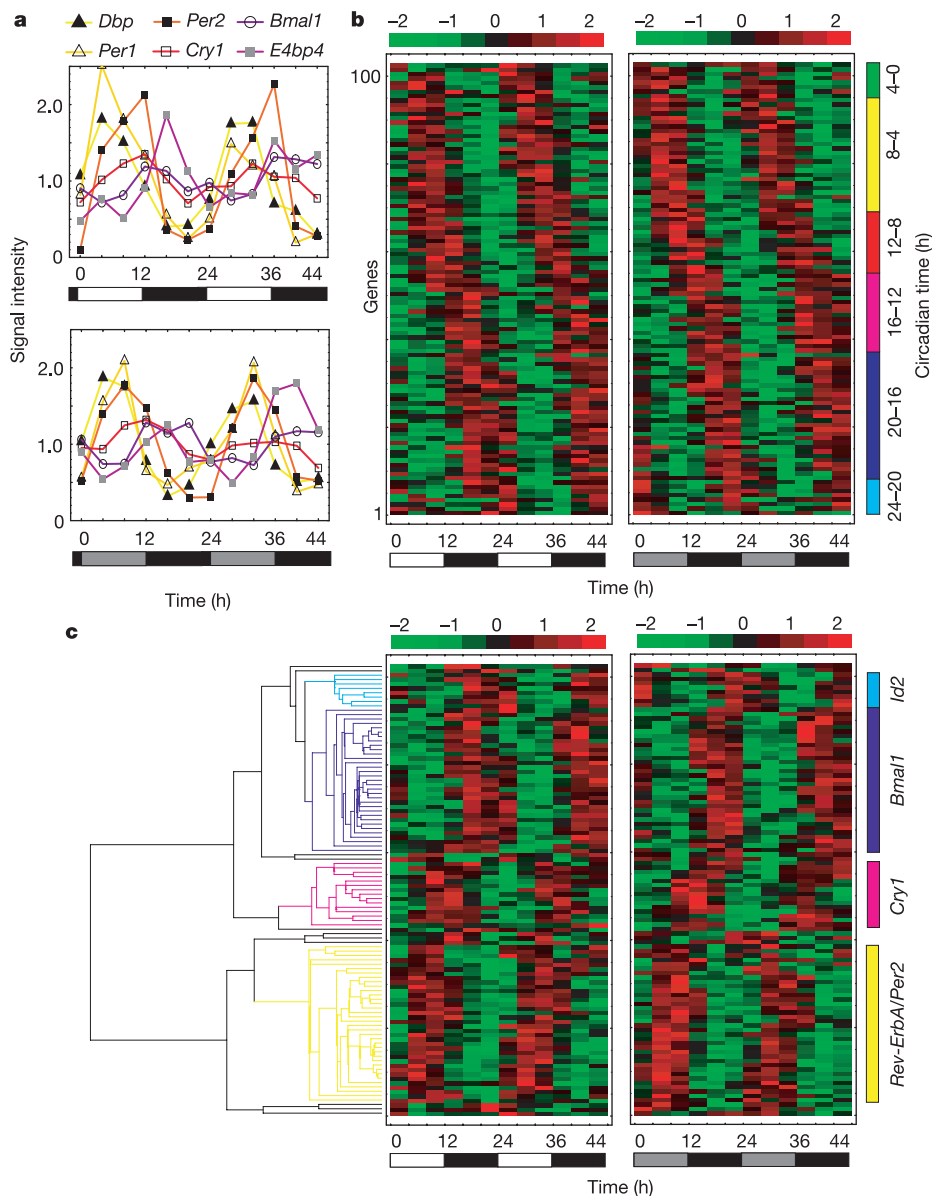 a
Dbp Per2 Bmal1
Per1 Cry1 E4bp4
Signal intensity
2.0
1.0
0
0 12 24 36 44
2.0
1.0
0
0 12 24 36 44
Time (h)
b
−2 −1 0 1 2
−2 −1 0 1 2
Genes
100
1
0 12 24 36 44
0 12 24 36 44
Time (h)
Circadian time (h)
4–0
8–4
12–8
16–12
20–16
24–20
c
−2 −1 0 1 2
−2 −1 0 1 2
Id2
Bmal1
Cry1
Rev-ErbA/Per2
0 12 24 36 44
0 12 24 36 44
Time (h)